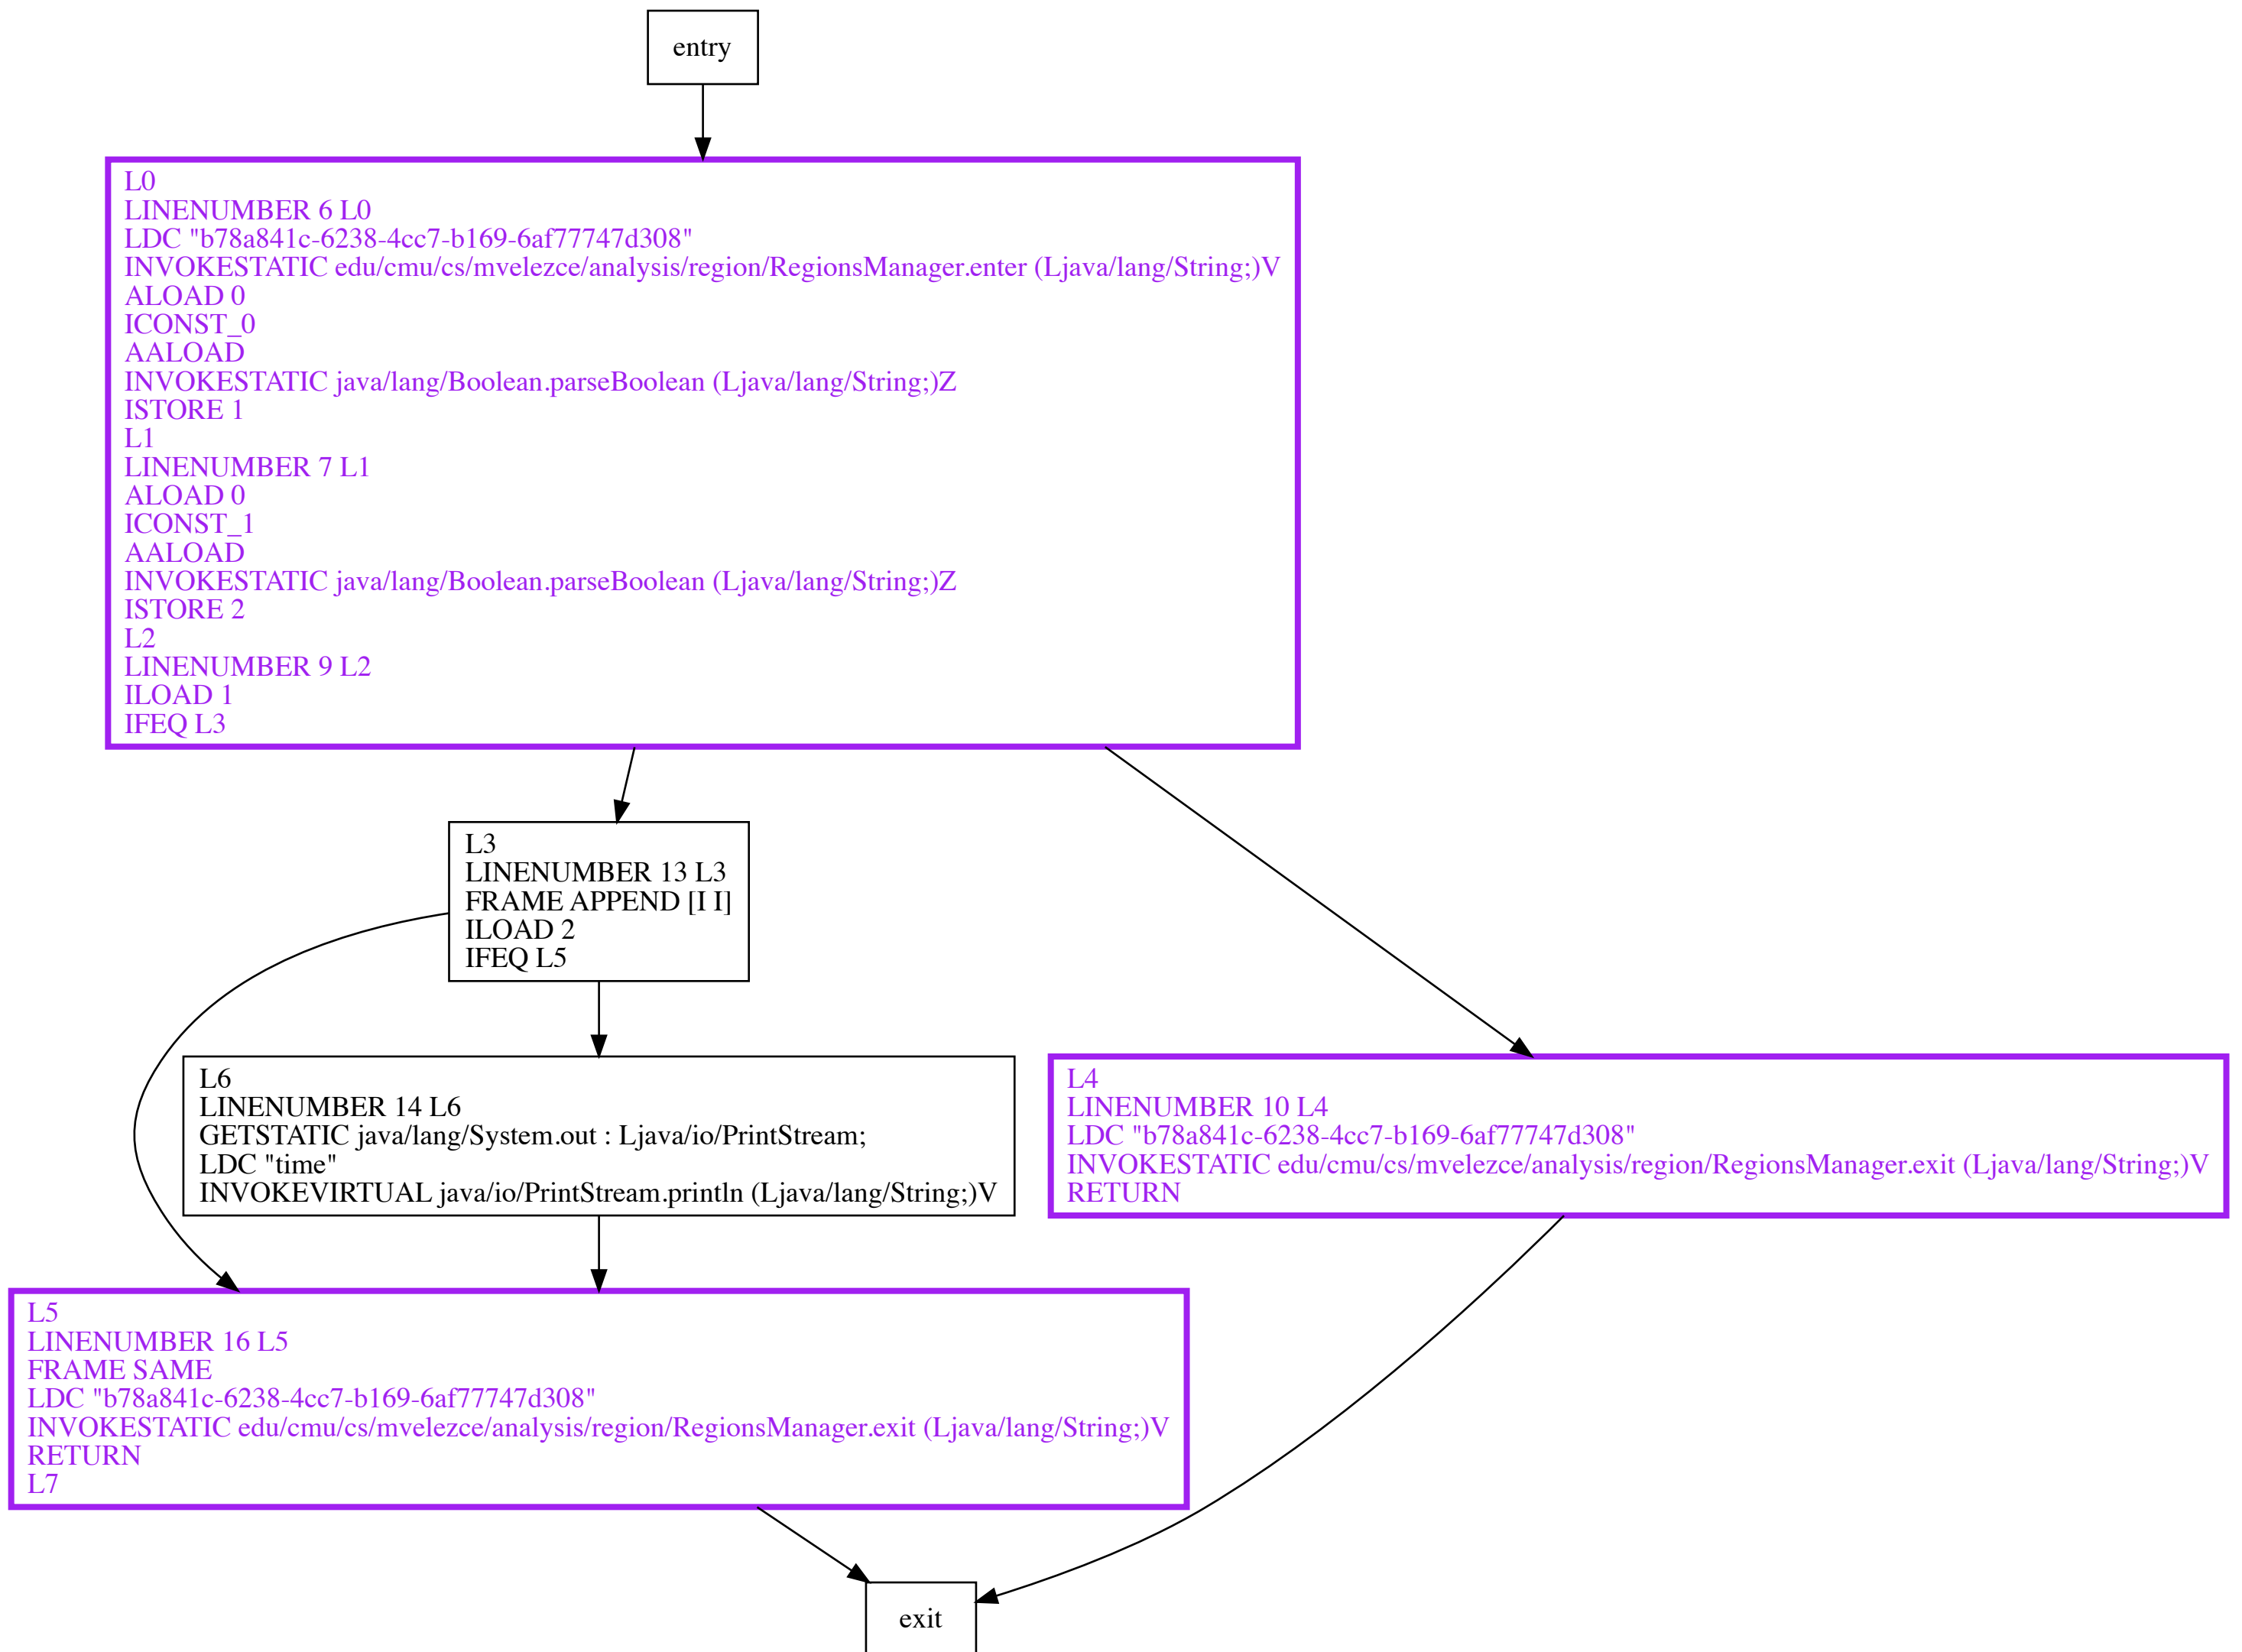 entry
L0
LINENUMBER 6 L0
LDC "b78a841c-6238-4cc7-b169-6af77747d308"
INVOKESTATIC edu/cmu/cs/mvelezce/analysis/region/RegionsManager.enter (Ljava/lang/String;)V
ALOAD 0
ICONST_0
AALOAD
INVOKESTATIC java/lang/Boolean.parseBoolean (Ljava/lang/String;)Z
ISTORE 1
L1
LINENUMBER 7 L1
ALOAD 0
ICONST_1
AALOAD
INVOKESTATIC java/lang/Boolean.parseBoolean (Ljava/lang/String;)Z
ISTORE 2
L2
LINENUMBER 9 L2
ILOAD 1
IFEQ L3
L3
LINENUMBER 13 L3
FRAME APPEND [I I]
ILOAD 2
IFEQ L5
L6
LINENUMBER 14 L6
GETSTATIC java/lang/System.out : Ljava/io/PrintStream;
LDC "time"
INVOKEVIRTUAL java/io/PrintStream.println (Ljava/lang/String;)V
L4
LINENUMBER 10 L4
LDC "b78a841c-6238-4cc7-b169-6af77747d308"
INVOKESTATIC edu/cmu/cs/mvelezce/analysis/region/RegionsManager.exit (Ljava/lang/String;)V
RETURN
L5
LINENUMBER 16 L5
FRAME SAME
LDC "b78a841c-6238-4cc7-b169-6af77747d308"
INVOKESTATIC edu/cmu/cs/mvelezce/analysis/region/RegionsManager.exit (Ljava/lang/String;)V
RETURN
L7
exit